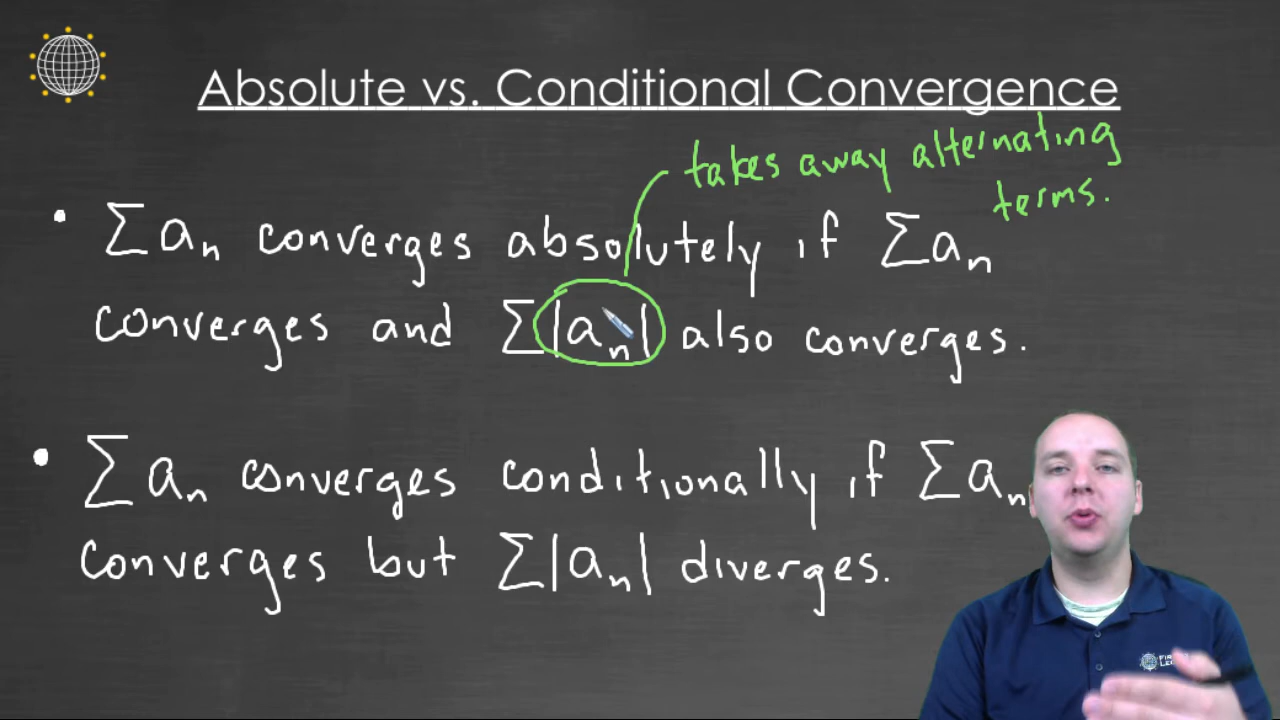 Absolute vs. Conditional Convergence
takes away alternating
terms.
• ∑aₙ converges absolutely if ∑aₙ
converges and ∑|aₙ| also converges.
• ∑aₙ converges conditionally if ∑aₙ
converges but ∑|aₙ| diverges.